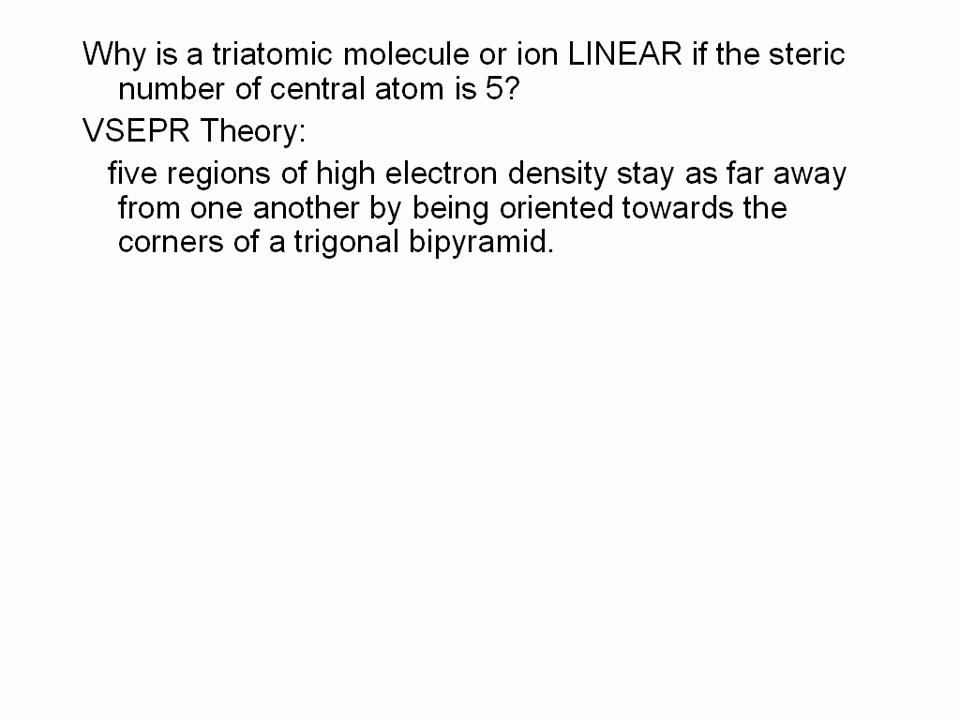 Why is a triatomic molecule or ion LINEAR if the steric
number of central atom is 5?
VSEPR Theory:
five regions of high electron density stay as far away
from one another by being oriented towards the
corners of a trigonal bipyramid.